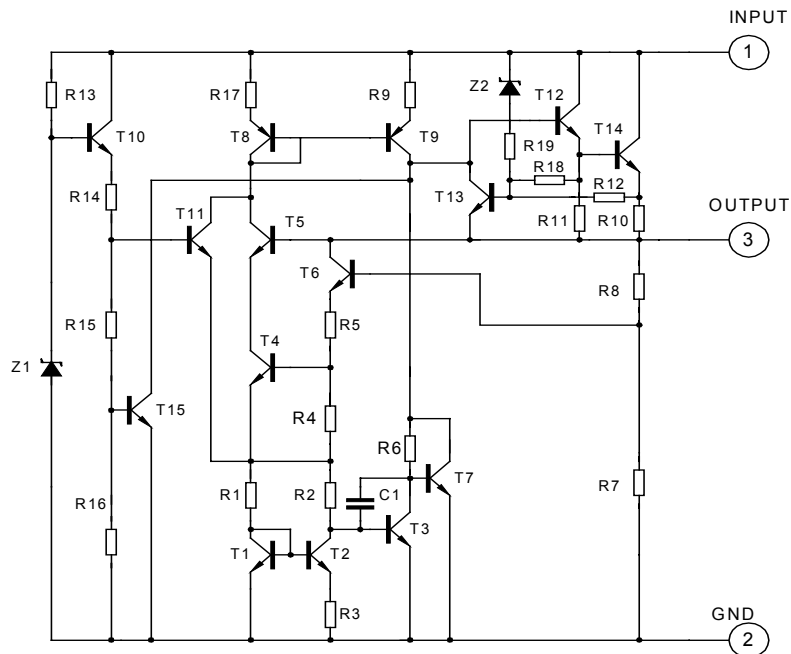 INPUT
1
R13
R17
R9
Z2
T12
T10
T8
T9
T14
R19
R18
R14
R12
T13
OUTPUT
T11
T5
R11
R10
3
T6
R8
R15
R5
T4
Z1
T15
R4
R6
T7
R1
R2
C1
R7
R16
T3
T1
T2
R3
GND
2